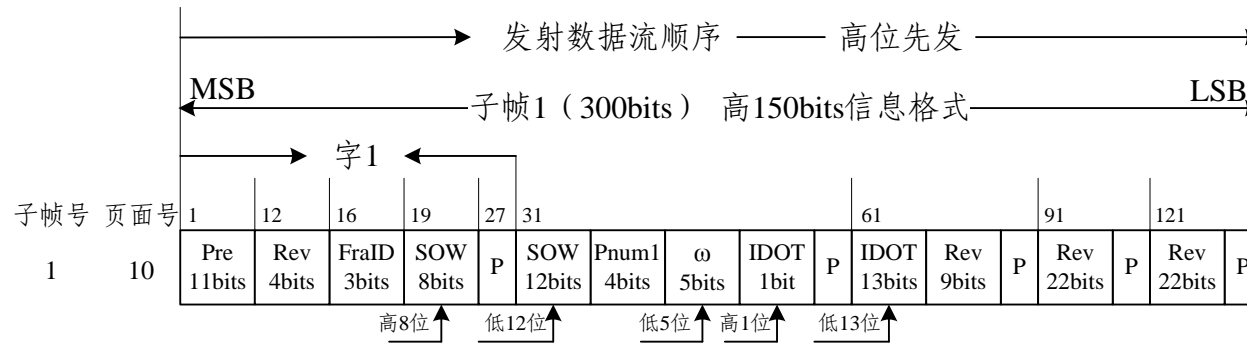 发射数据流顺序 高位先发
MSB LSB
子帧1（300bits） 高150bits信息格式
字1
子帧号 页面号 1 12 16 19 27 31 61 91 121
Pre Rev FraID SOW P SOW Pnum1 ω IDOT P IDOT Rev P Rev P Rev P
1 10 11bits 4bits 3bits 8bits 12bits 4bits 5bits 1bit 13bits 9bits 22bits 22bits
高8位 低12位 低5位 高1位 低13位